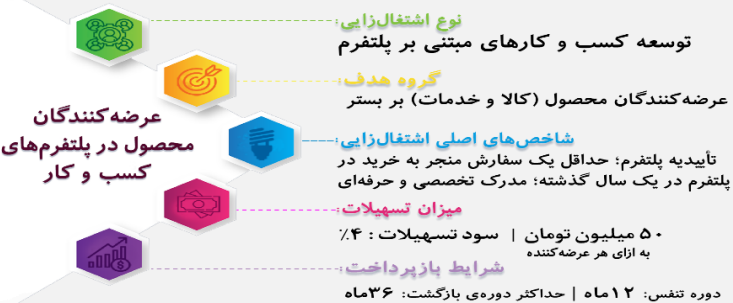 عرضه‌کنندگان
محصول در پلتفرم‌های
کسب و کار
نوع اشتغال‌زایی:
توسعه کسب و کارهای مبتنی بر پلتفرم
گروه هدف:
عرضه‌کنندگان محصول (کالا و خدمات) بر بستر
شاخص‌های اصلی اشتغال‌زایی:
تأییدیه پلتفرم؛ حداقل یک سفارش منجر به خرید در
پلتفرم در یک سال گذشته؛ مدرک تخصصی و حرفه‌ای
میزان تسهیلات:
۵۰ میلیون تومان | سود تسهیلات : ۴٪
به ازای هر عرضه‌کننده
شرایط بازپرداخت:
دوره تنفس: ۱۲ماه | حداکثر دوره‌ی بازگشت: ۳۶ماه